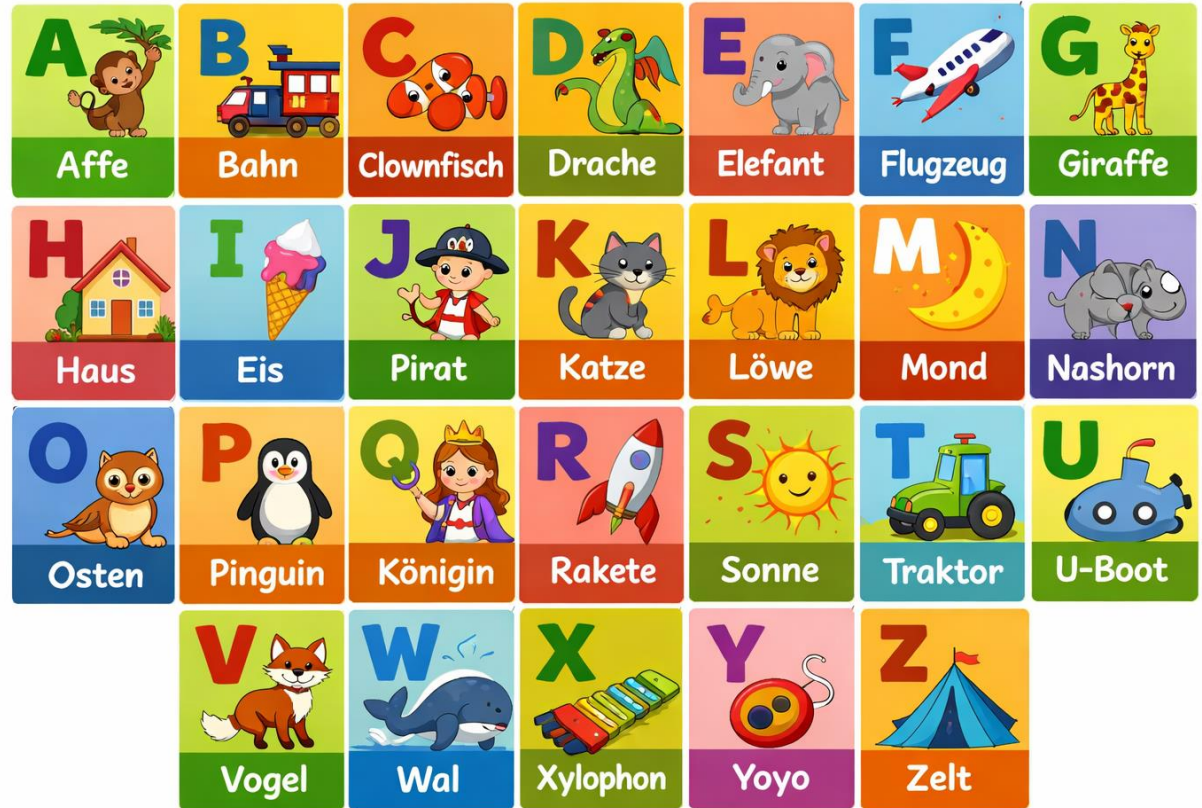 A
Affe
B
Bahn
C
Clownfisch
D
Drache
E
Elefant
F
Flugzeug
G
Giraffe
H
Haus
I
Eis
J
Pirat
K
Katze
L
Löwe
M
Mond
N
Nashorn
O
Osten
P
Pinguin
Q
Königin
R
Rakete
S
Sonne
T
Traktor
U
U-Boot
V
Vogel
W
Wal
X
Xylophon
Y
Yoyo
Z
Zelt